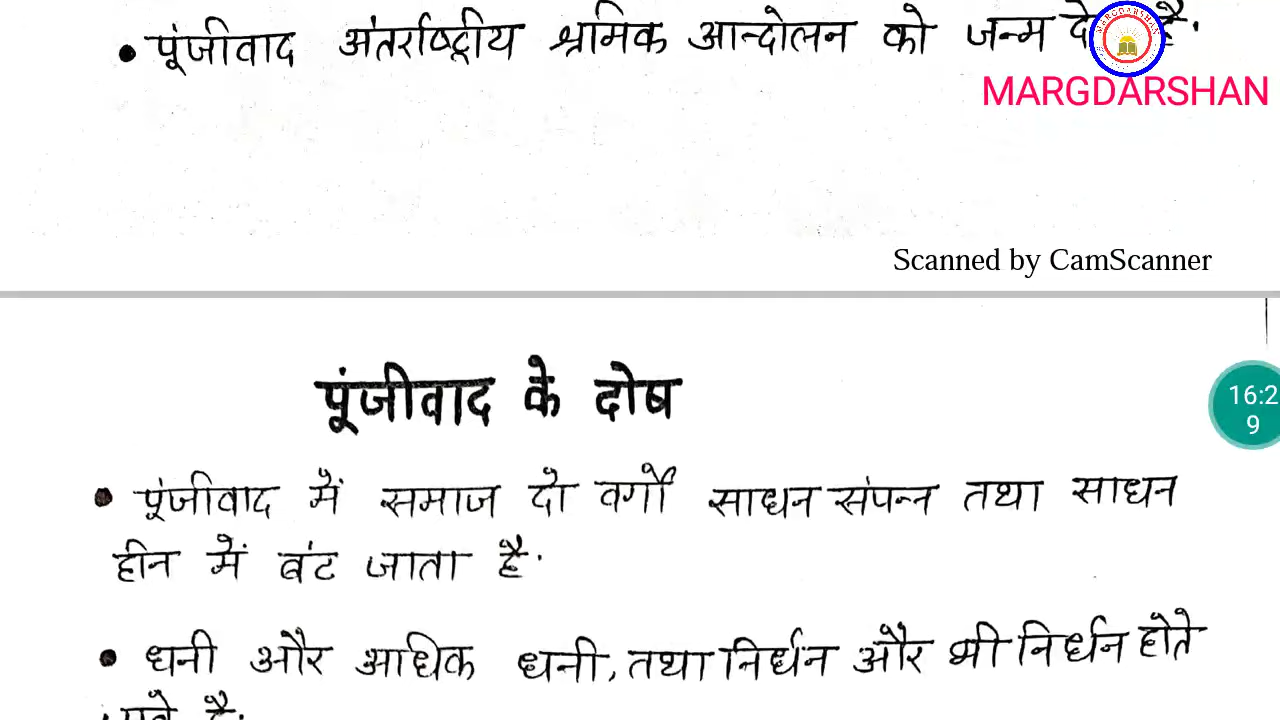 • पूंजीवाद अंतर्राष्ट्रीय श्रमिक आन्दोलन को जन्म है.
MARGDARSHAN
Scanned by CamScanner
पूंजीवाद के दोष
16:2
9
• पूंजीवाद में समाज दो वर्गों साधन संपन्न तथा साधन
हीन में बंट जाता है.
• धनी और अधिक धनी, तथा निर्धन और भी निर्धन होते
है.